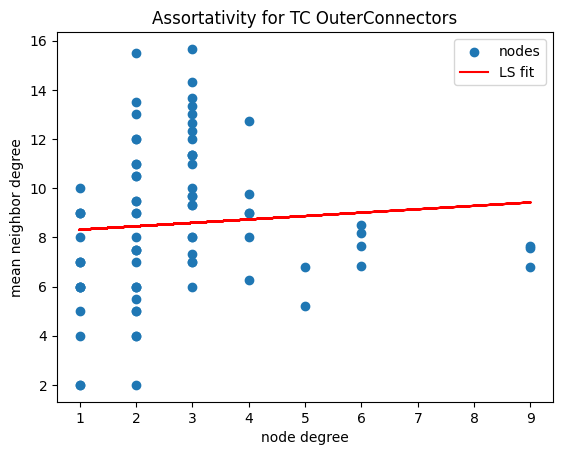 Assortativity for TC OuterConnectors
nodes
LS fit
mean neighbor degree
16
14
12
10
8
6
4
2
1 2 3 4 5 6 7 8 9
node degree